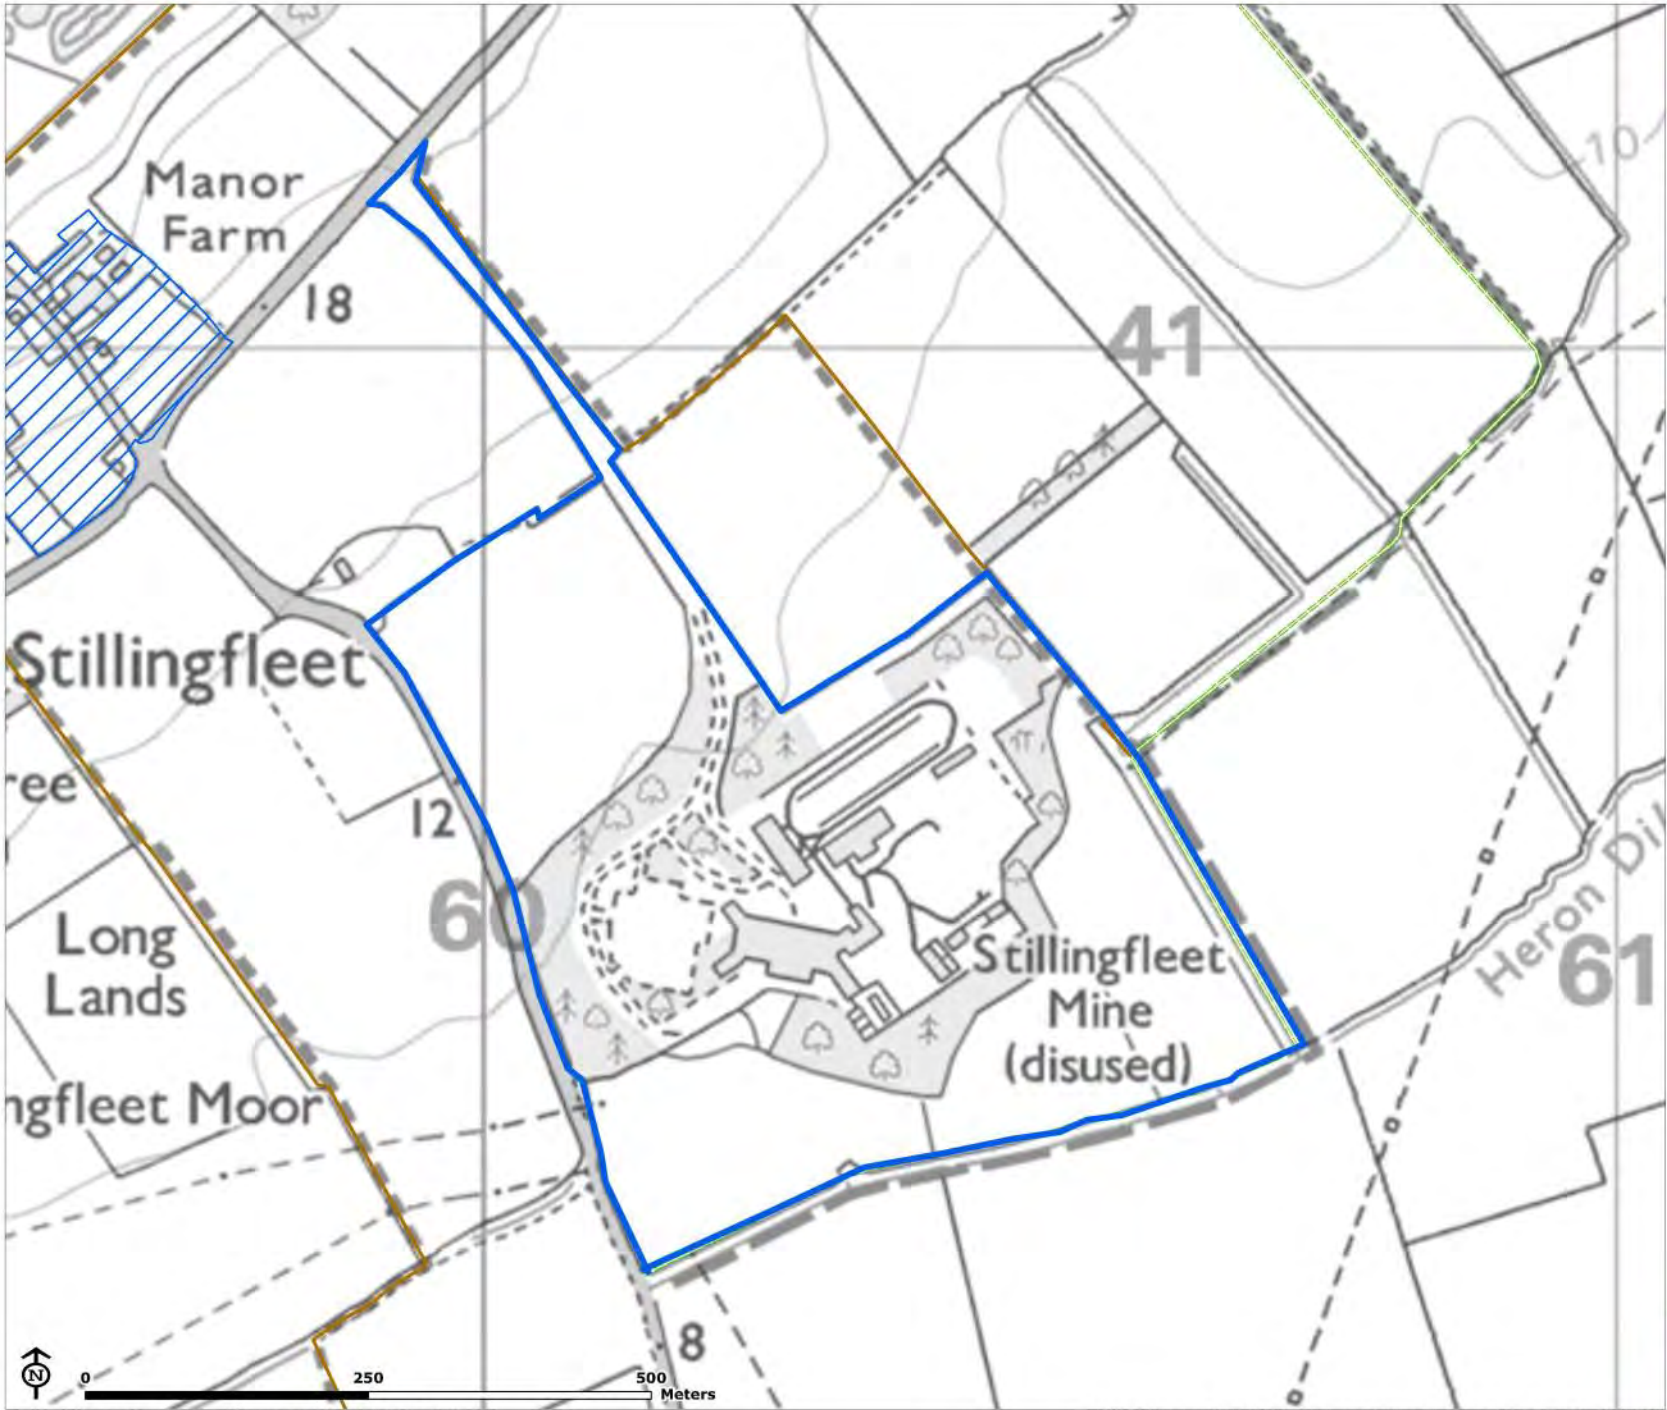 10
Manor
Farm
18
41
Stillingfleet
ree
12
60
Long
Lands
Stillingfleet
Mine
(disused)
Heron Di
61
ngfleet Moor
8
N
0
250
500
Meters